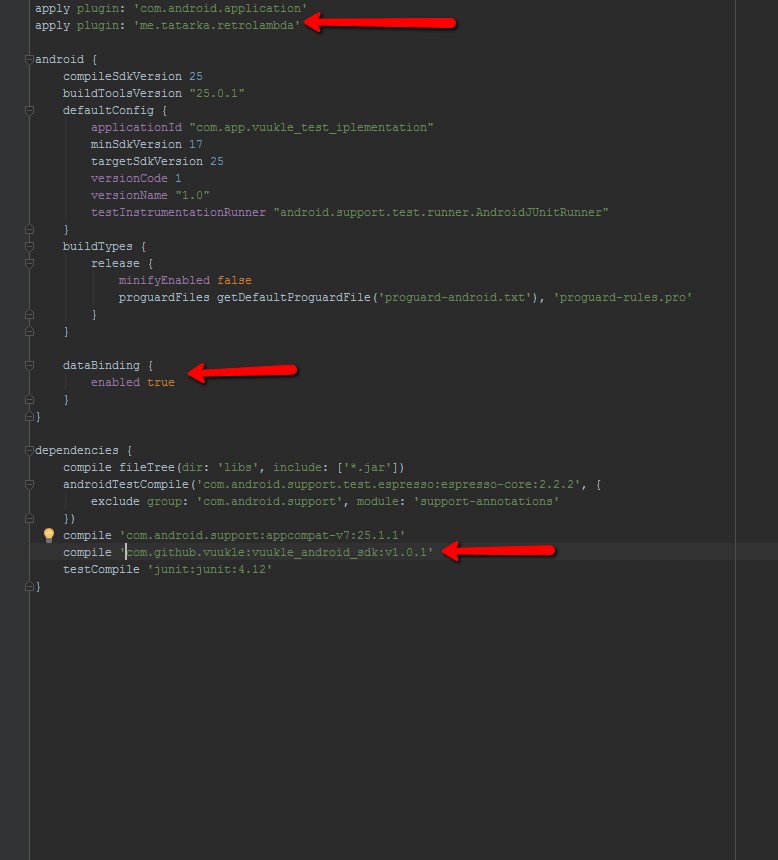 apply plugin: 'com.android.application'
apply plugin: 'me.tatarka.retrolambda'
android {
compileSdkVersion 25
buildToolsVersion "25.0.1"
defaultConfig {
applicationId "com.app.vuukle_test_iplementation"
minSdkVersion 17
targetSdkVersion 25
versionCode 1
versionName "1.0"
testInstrumentationRunner "android.support.test.runner.AndroidJUnitRunner"
}
buildTypes {
release {
minifyEnabled false
proguardFiles getDefaultProguardFile('proguard-android.txt'), 'proguard-rules.pro'
}
}
dataBinding {
enabled true
}
}
dependencies {
compile fileTree(dir: 'libs', include: ['*.jar'])
androidTestCompile('com.android.support.test.espresso:espresso-core:2.2.2', {
exclude group: 'com.android.support', module: 'support-annotations'
})
compile 'com.android.support:appcompat-v7:25.1.1'
compile 'com.github.vuukle:vuukle_android_sdk:v1.0.1'
testCompile 'junit:junit:4.12'
}